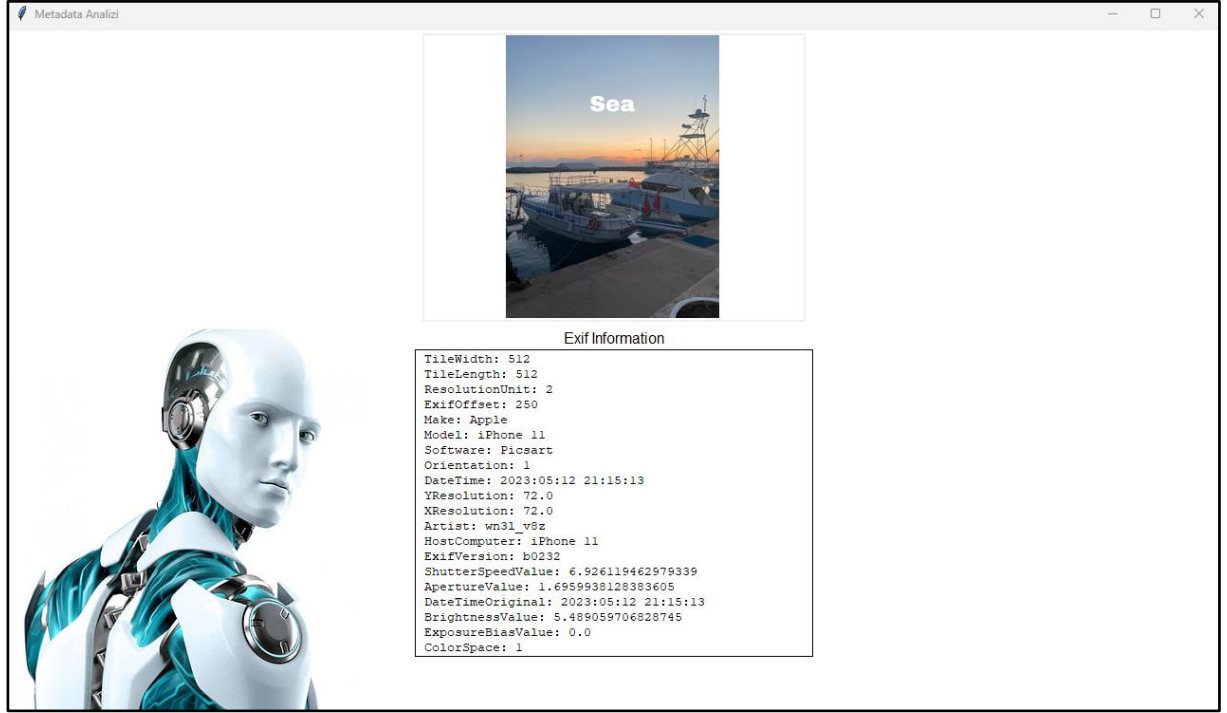 Metadata Analizi
Sea
Exif Information
TileWidth: 512
TileLength: 512
ResolutionUnit: 2
ExifOffset: 250
Make: Apple
Model: iPhone 11
Software: Picsart
Orientation: 1
DateTime: 2023:05:12 21:15:13
YResolution: 72.0
XResolution: 72.0
Artist: wn3l_v8z
HostComputer: iPhone 11
ExifVersion: b0232
ShutterSpeedValue: 6.926119462979339
ApertureValue: 1.6959938128383605
DateTimeOriginal: 2023:05:12 21:15:13
BrightnessValue: 5.489059706828745
ExposureBiasValue: 0.0
ColorSpace: 1